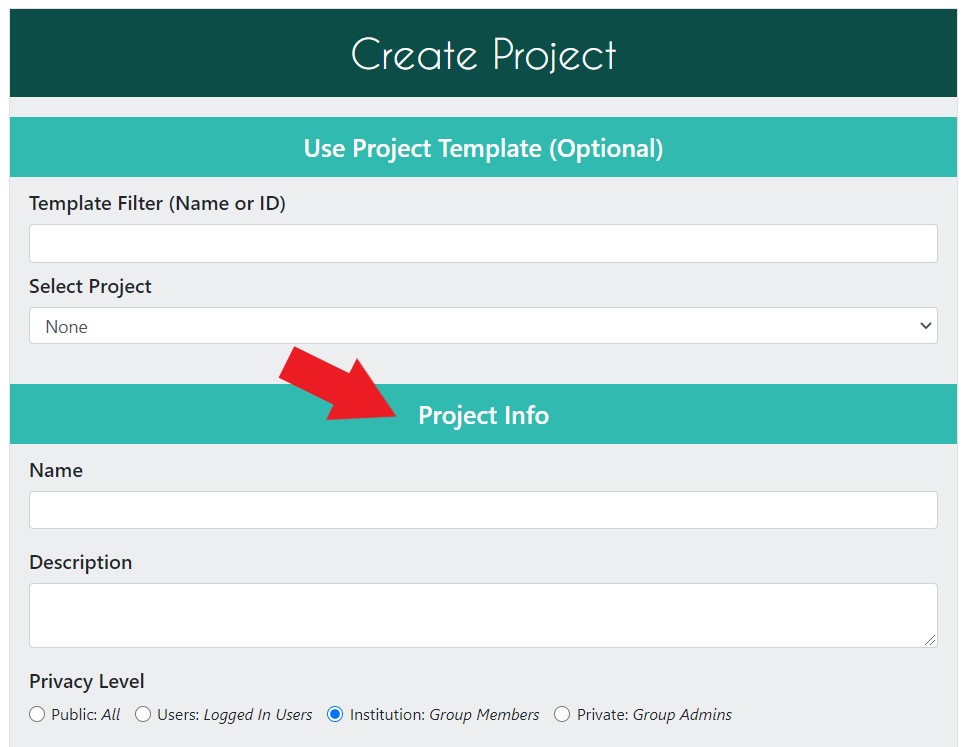 Create Project
Use Project Template (Optional)
Template Filter (Name or ID)
Select Project
None
Project Info
Name
Description
Privacy Level
Public: All Users: Logged In Users Institution: Group Members Private: Group Admins